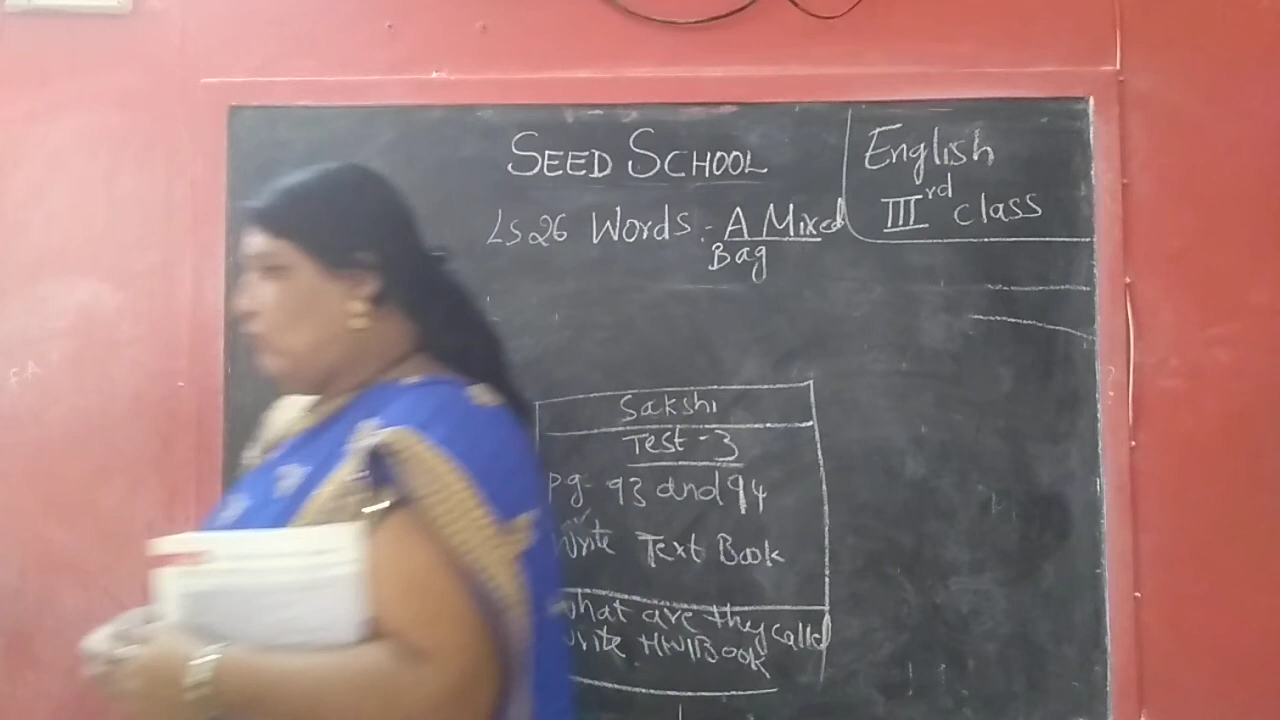 SEED SCHOOL
English
IIIrd class
Ls 26 Words :- A Mixed
Bag
Sakshi
Test - 3
pg- 93 and 94
Write Text Book
what are they called
write HW Book